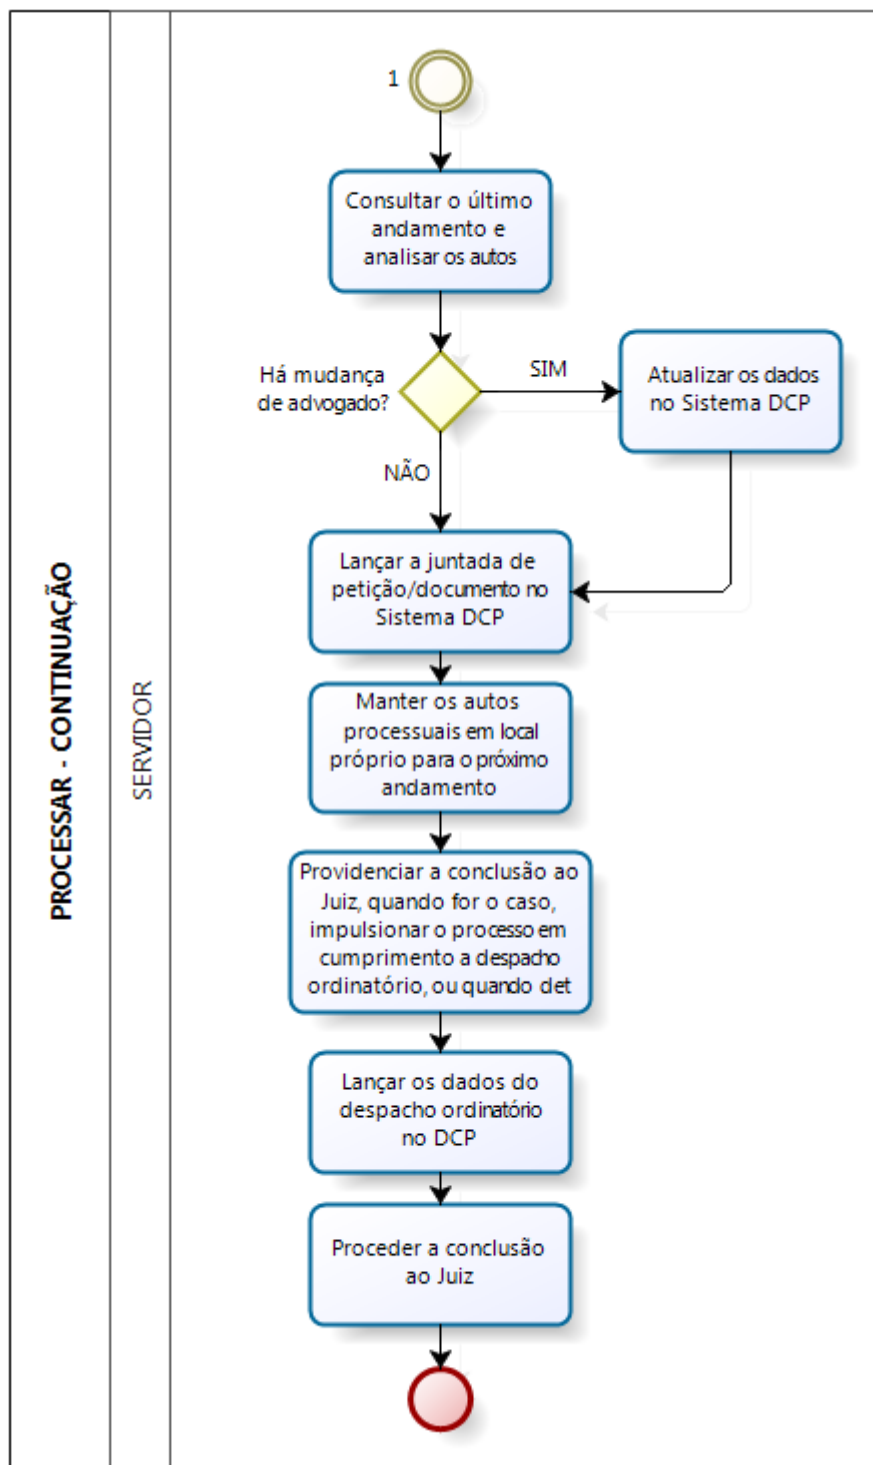 PROCESSAR - CONTINUAÇÃO
SERVIDOR
1
Consultar o último
andamento e
analisar os autos
Há mudança
de advogado?
SIM
Atualizar os dados
no Sistema DCP
NÃO
Lançar a juntada de
petição/documento no
Sistema DCP
Manter os autos
processuais em local
próprio para o próximo
andamento
Providenciar a conclusão ao
Juiz, quando for o caso,
impulsionar o processo em
cumprimento a despacho
ordinatório, ou quando det
Lançar os dados do
despacho ordinatório
no DCP
Proceder a conclusão
ao Juiz